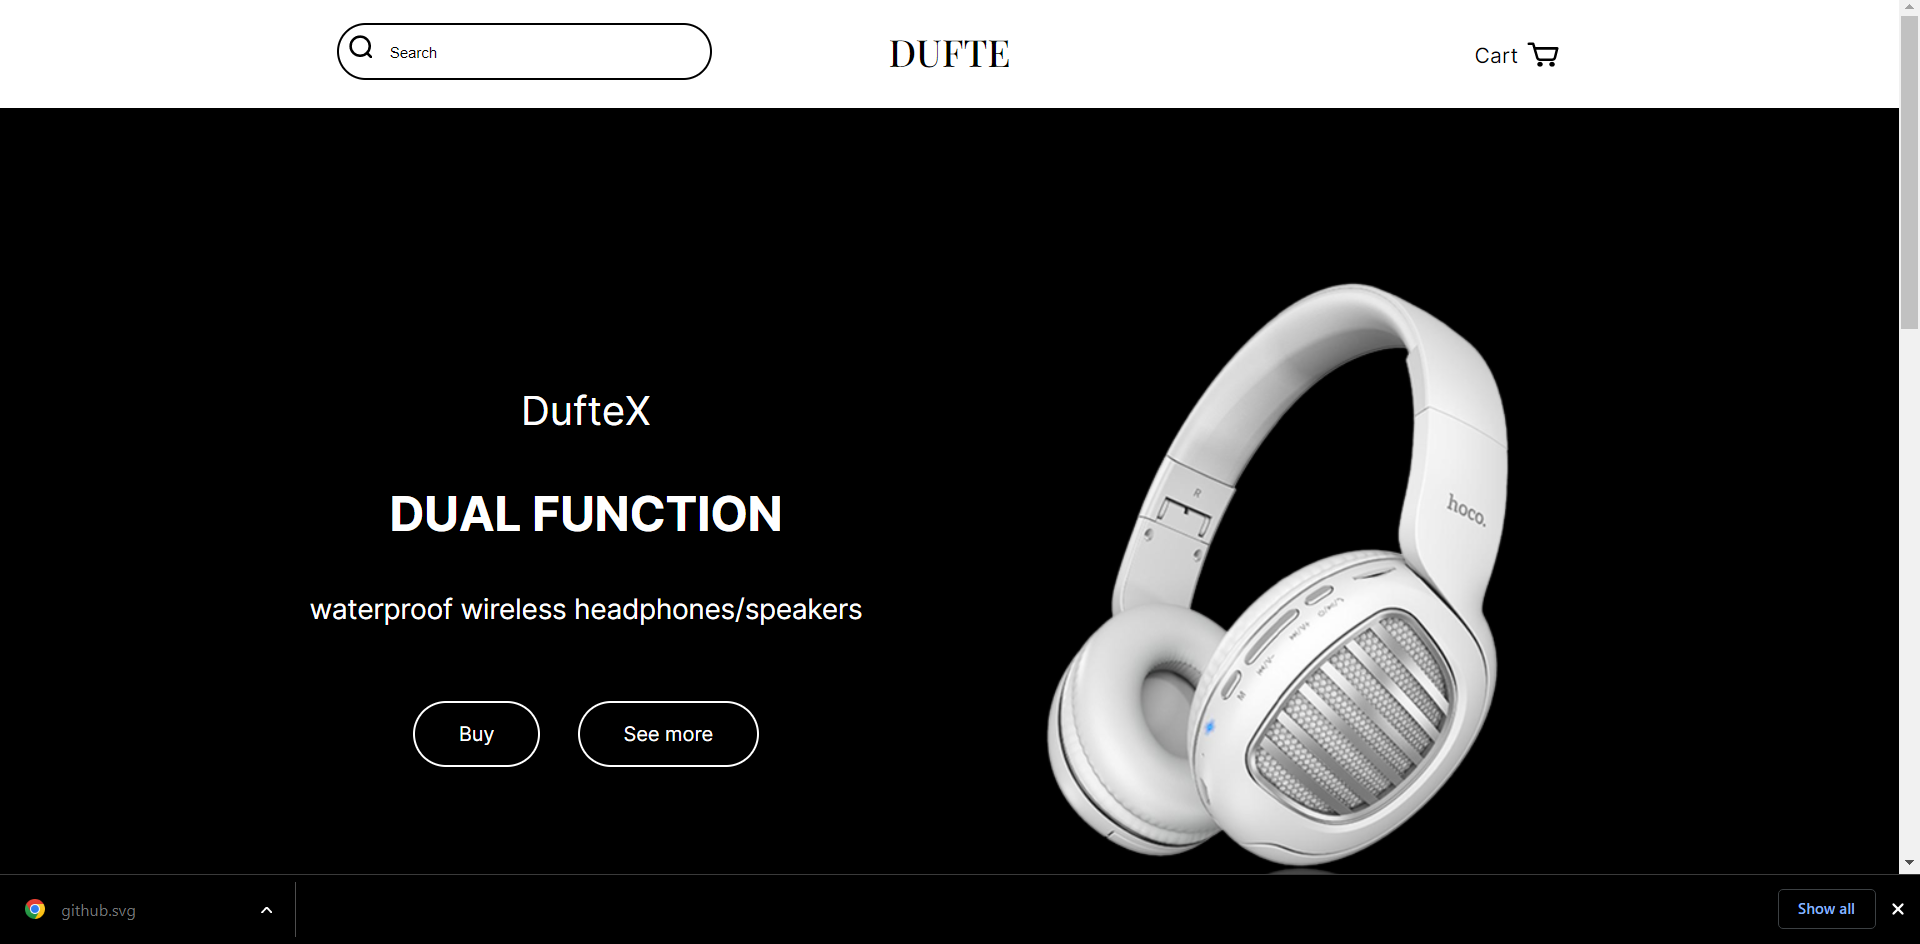 Search
DUFTE
Cart
DufteX
DUAL FUNCTION
waterproof wireless headphones/speakers
Buy
See more
R
hoco.
M
github.svg
Show all